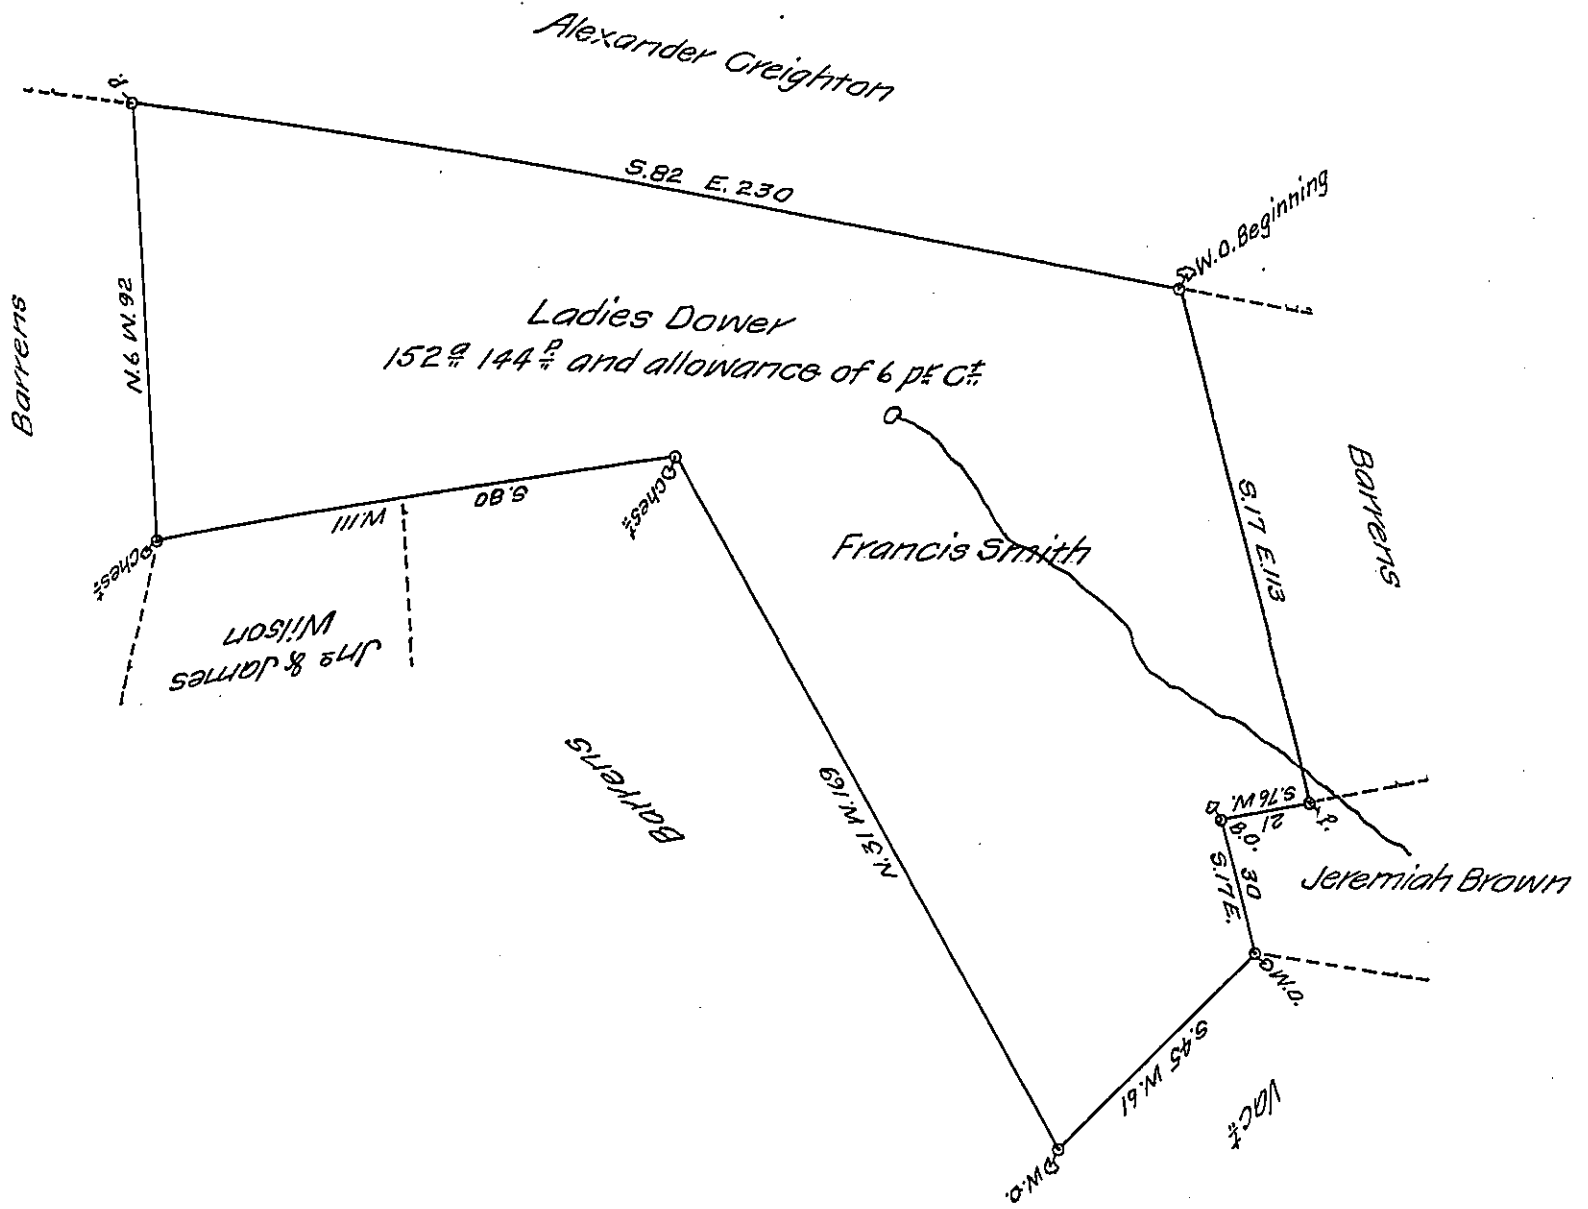 Alexander Creighton
p.
S.82 E. 230
W.O. Beginning
Barrens
N.6 W. 92
Ladies Dower
152 a 144 P and allowance of 6 pr Ct
S.17 E.113
Barrens
S.80 W.111
chest
chest
Francis Smith
Jno & James
Wilson
Barrens
N.31 W.169
S.76 W.
21
p.
B.O.
S.17 E. 30
Jeremiah Brown
W.O.
S.45 W.61
Vact
W.O.